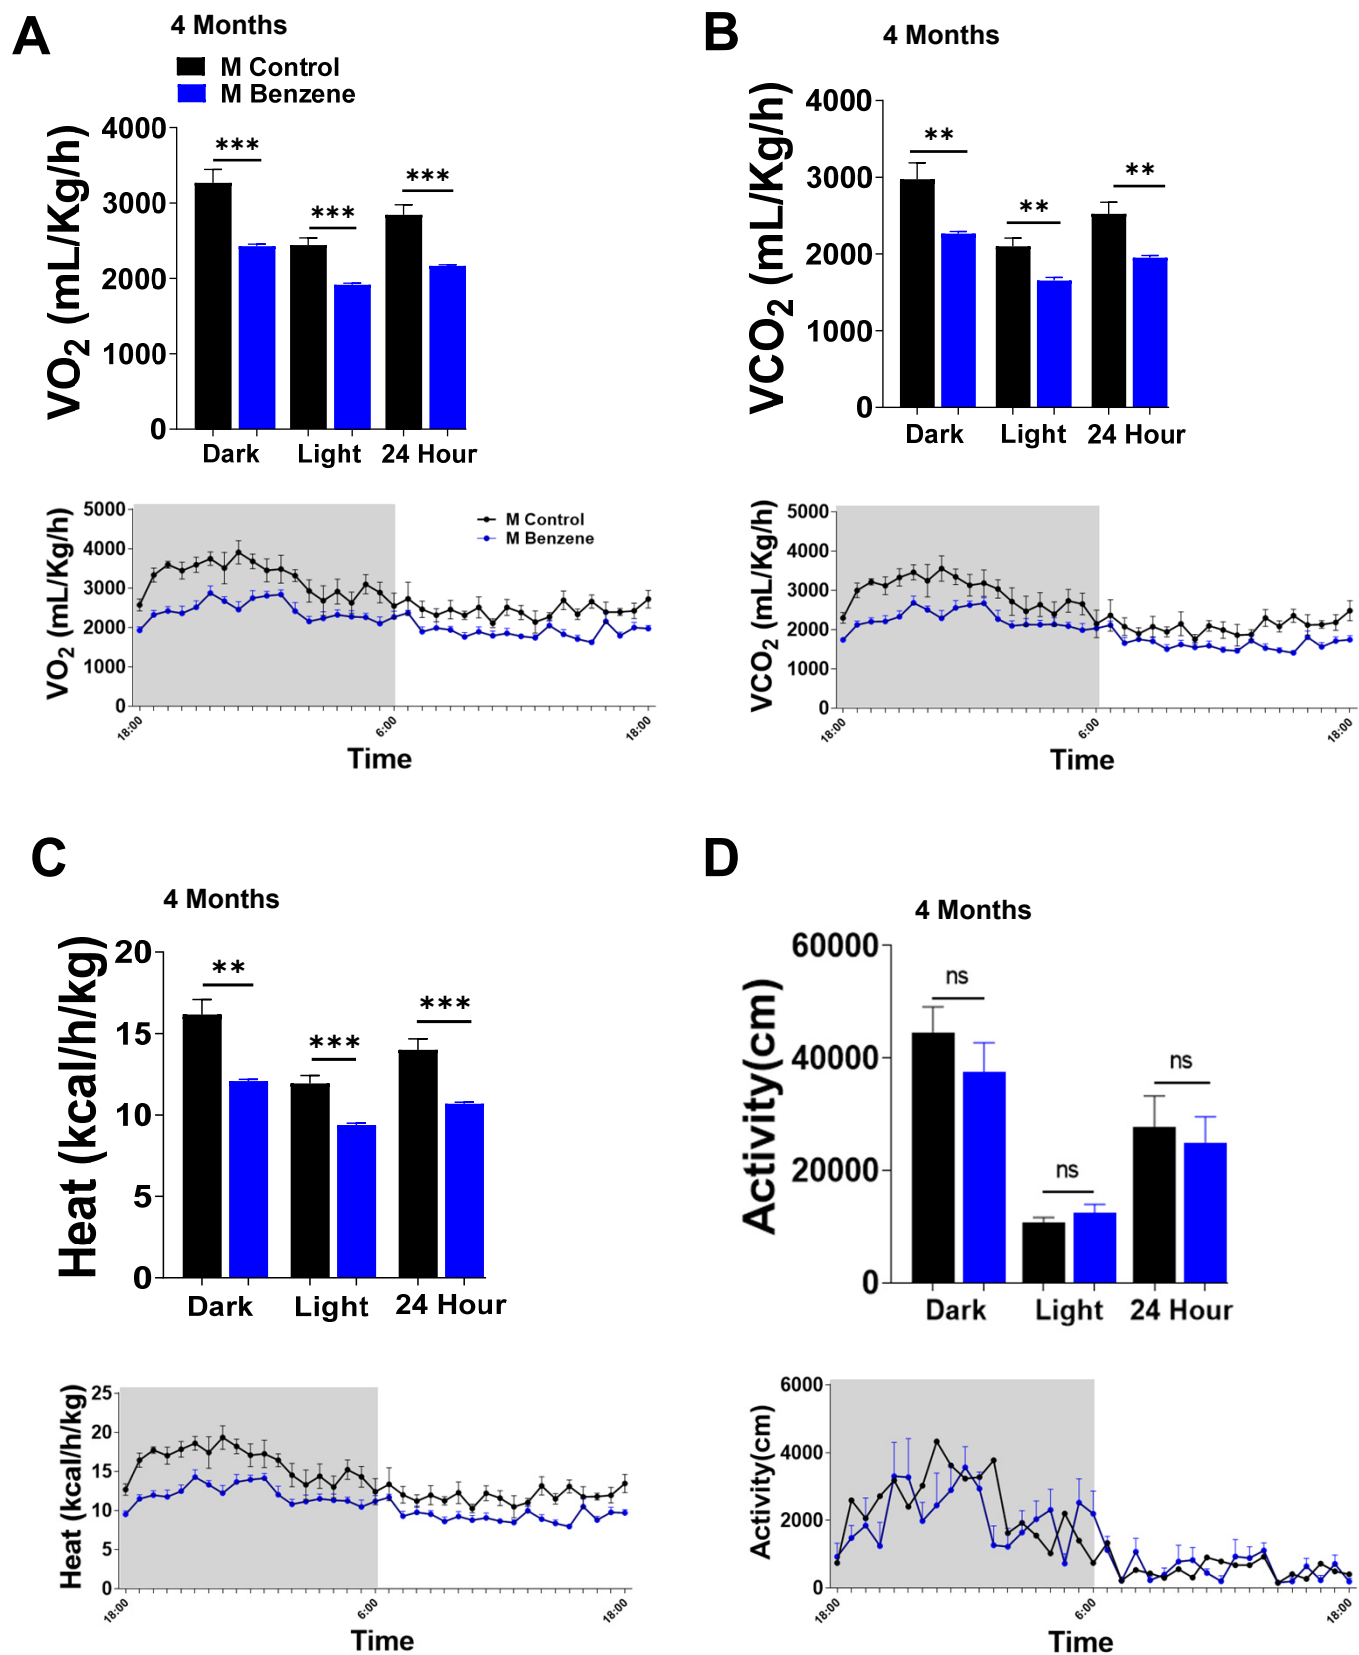 A
4 Months
M Control
M Benzene
VO2 (mL/Kg/h)
4000
3000
2000
1000
0
***
***
***
Dark
Light
24 Hour
VO2 (mL/Kg/h)
5000
4000
3000
2000
1000
0
M Control
M Benzene
18:00
6:00
18:00
Time
B
4 Months
VCO2 (mL/Kg/h)
4000
3000
2000
1000
0
**
**
**
Dark
Light
24 Hour
VCO2 (mL/Kg/h)
5000
4000
3000
2000
1000
0
18:00
6:00
18:00
Time
C
4 Months
Heat (kcal/h/kg)
20
15
10
5
0
**
***
***
Dark
Light
24 Hour
Heat (kcal/h/kg)
25
20
15
10
5
0
18:00
6:00
18:00
Time
D
4 Months
Activity(cm)
60000
40000
20000
0
ns
ns
ns
Dark
Light
24 Hour
Activity(cm)
6000
4000
2000
0
18:00
6:00
18:00
Time